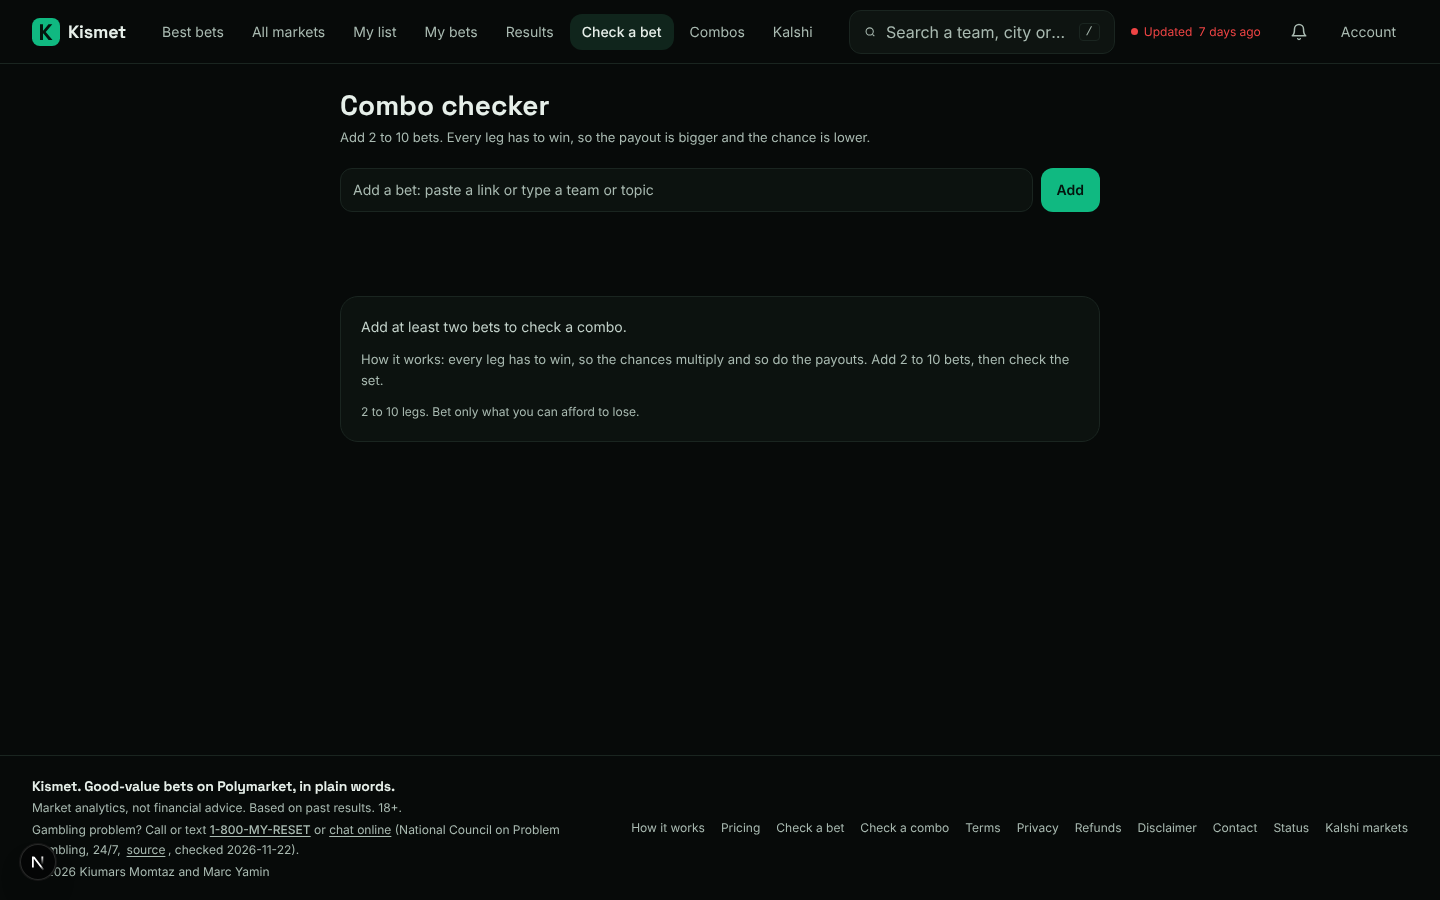 K Kismet Best bets All markets My list My bets Results Check a bet Combos Kalshi Search a team, city or... / Updated 7 days ago Account
Combo checker
Add 2 to 10 bets. Every leg has to win, so the payout is bigger and the chance is lower.
Add a bet: paste a link or type a team or topic Add
Add at least two bets to check a combo.
How it works: every leg has to win, so the chances multiply and so do the payouts. Add 2 to 10 bets, then check the
set.
2 to 10 legs. Bet only what you can afford to lose.
Kismet. Good-value bets on Polymarket, in plain words.
Market analytics, not financial advice. Based on past results. 18+.
Gambling problem? Call or text 1-800-MY-RESET or chat online (National Council on Problem
mbling, 24/7, source , checked 2026-11-22).
026 Kiumars Momtaz and Marc Yamin
How it works Pricing Check a bet Check a combo Terms Privacy Refunds Disclaimer Contact Status Kalshi markets
N